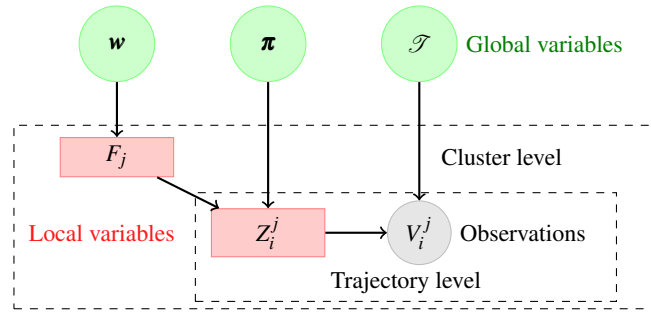 w π 𝒯 Global variables
F_j Cluster level
Local variables Z_i^j V_i^j Observations
Trajectory level